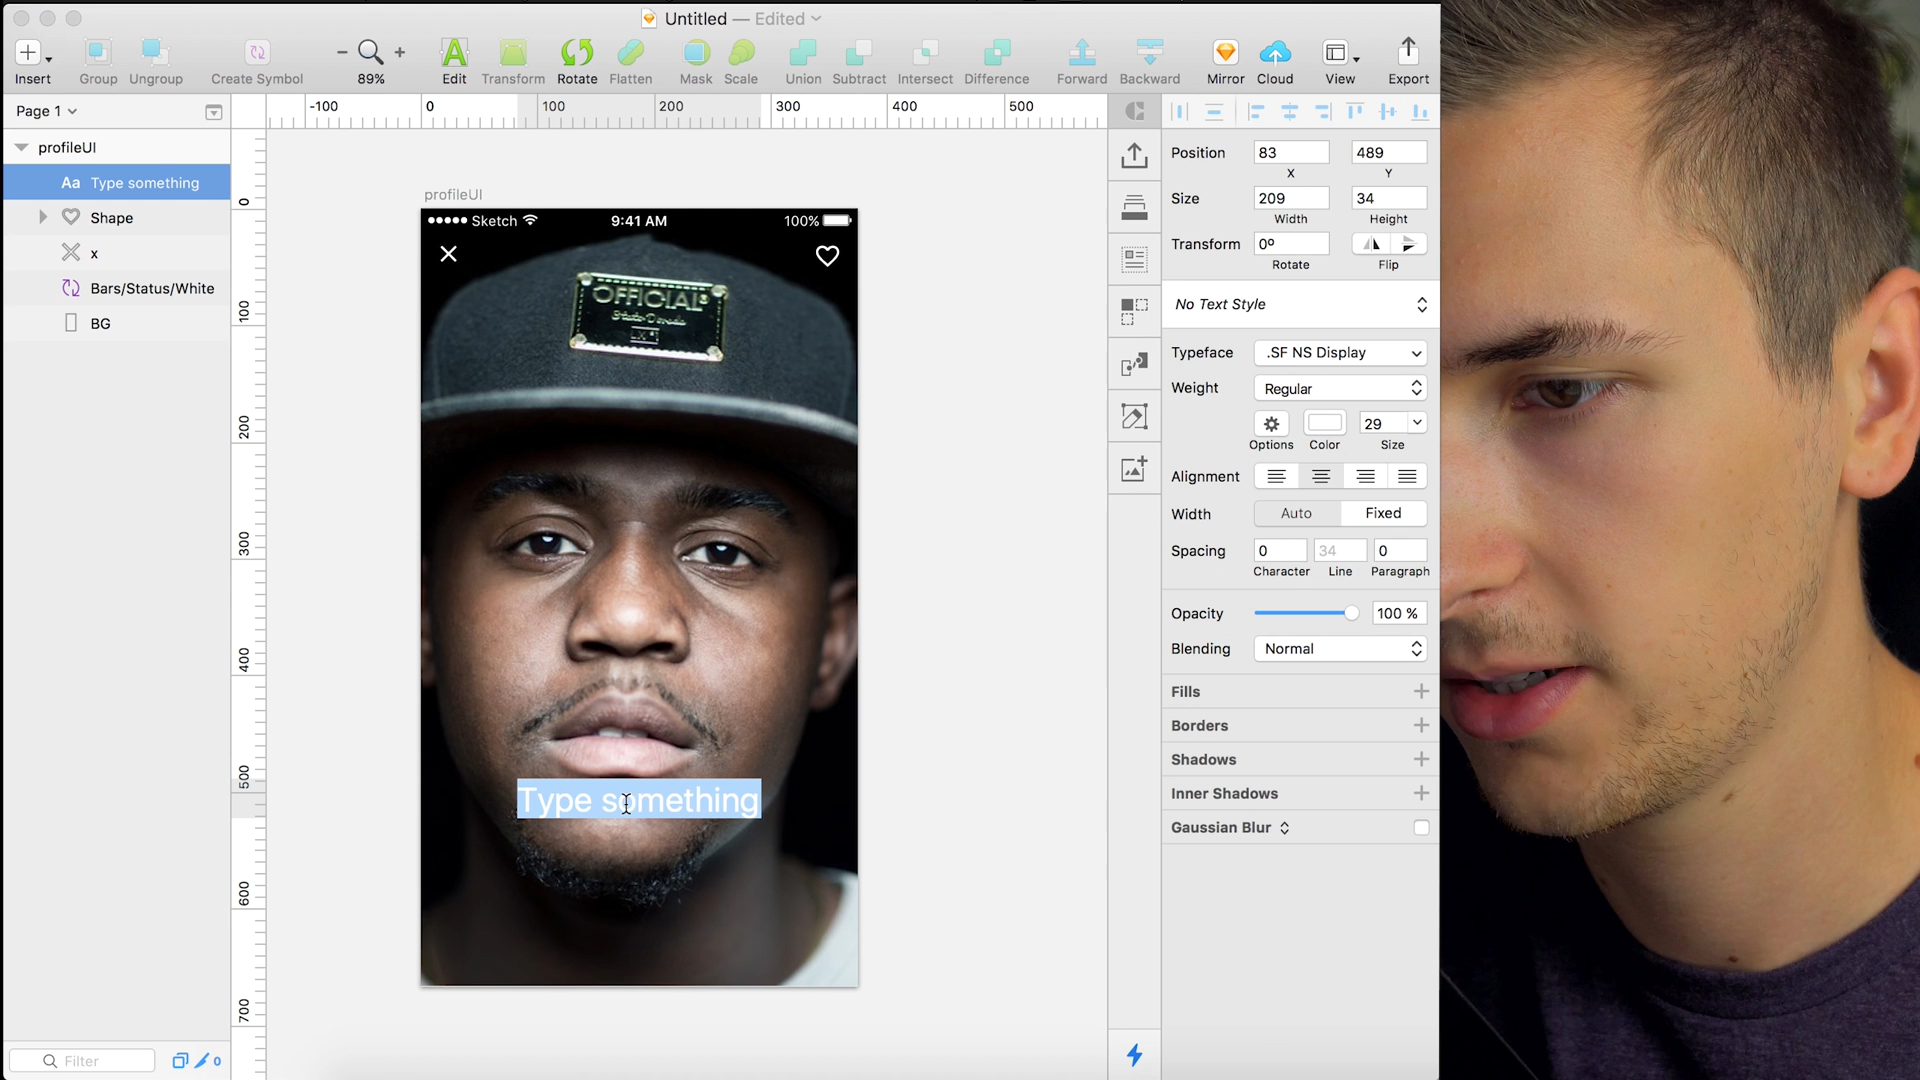 Untitled — Edited
Insert
Group
Ungroup
Create Symbol
89%
Edit
Transform
Rotate
Flatten
Mask
Scale
Union
Subtract
Intersect
Difference
Forward
Backward
Mirror
Cloud
View
Export
Page 1
-100 0 100 200 300 400 500
profileUI
Aa Type something
Shape
x
Bars/Status/White
BG
Filter
0
0
100
200
300
400
500
600
700
profileUI
Sketch 9:41 AM 100%
OFFICIAL
Type something
Position 83 489
X Y
Size 209 34
Width Height
Transform 0º
Rotate Flip
No Text Style
Typeface .SF NS Display
Weight Regular
29
Options Color Size
Alignment
Width Auto Fixed
Spacing 0 34 0
Character Line Paragraph
Opacity 100 %
Blending Normal
Fills
Borders
Shadows
Inner Shadows
Gaussian Blur